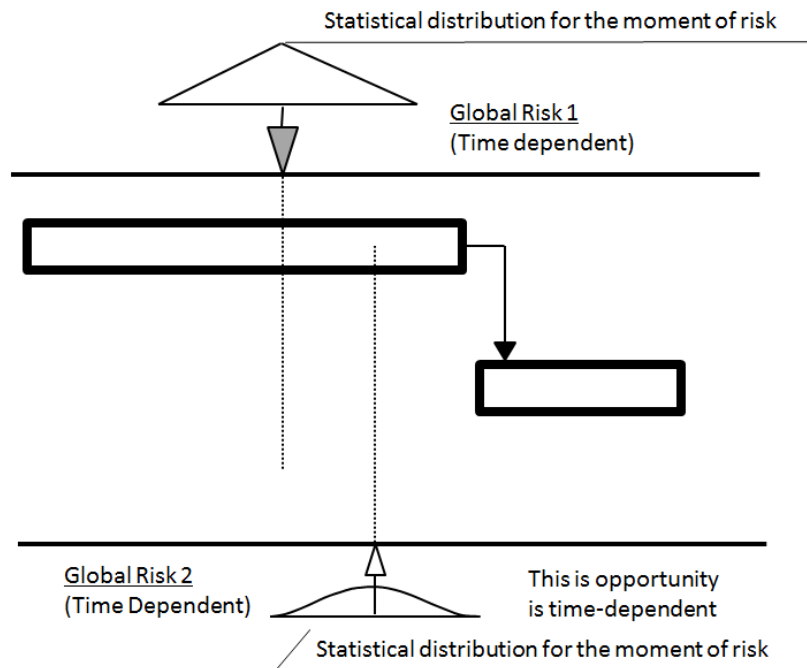 Statistical distribution for the moment of risk
Global Risk 1
(Time dependent)
Global Risk 2
(Time Dependent)
This is opportunity
is time-dependent
Statistical distribution for the moment of risk